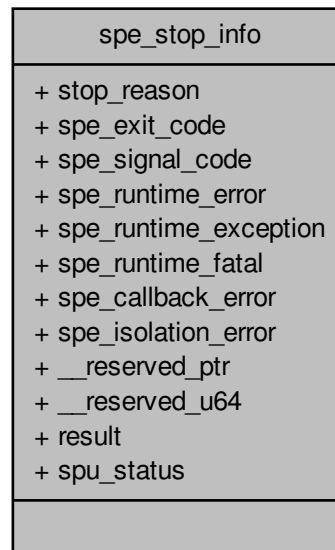 spe_stop_info
+ stop_reason
+ spe_exit_code
+ spe_signal_code
+ spe_runtime_error
+ spe_runtime_exception
+ spe_runtime_fatal
+ spe_callback_error
+ spe_isolation_error
+ __reserved_ptr
+ __reserved_u64
+ result
+ spu_status